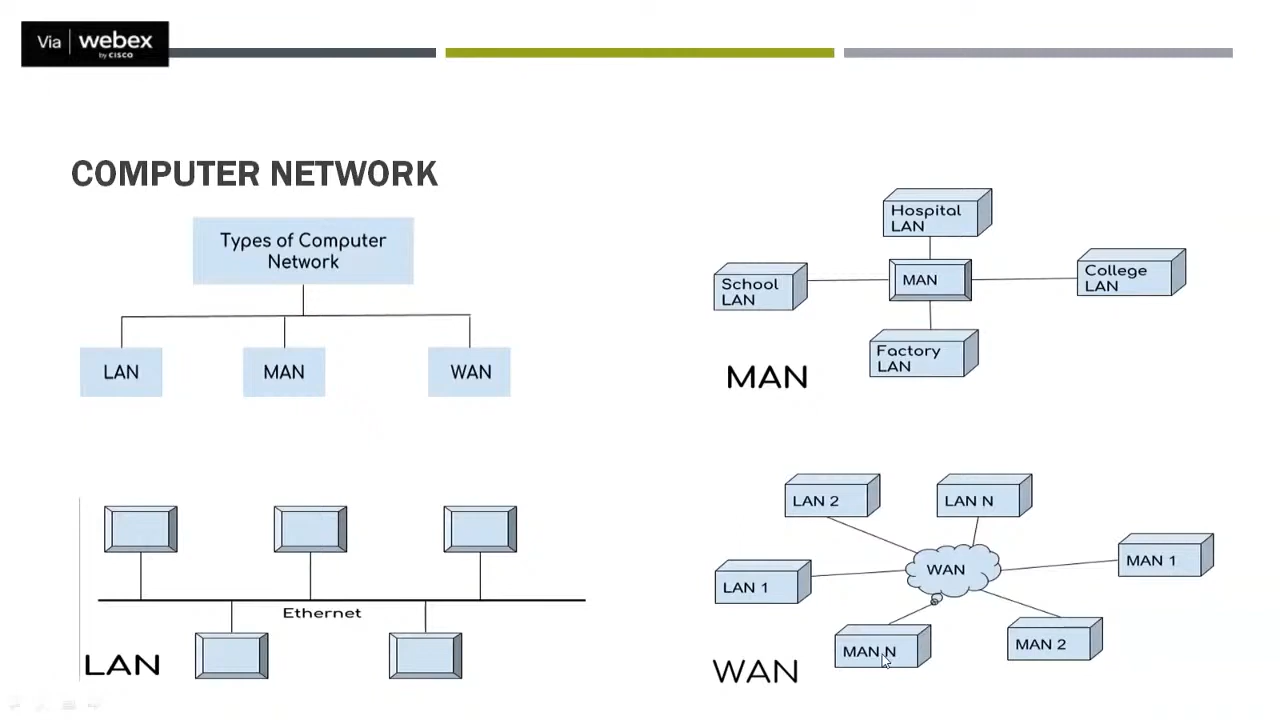 Via webex
by CISCO
COMPUTER NETWORK
Types of Computer
Network
LAN
MAN
WAN
Ethernet
LAN
Hospital
LAN
School
LAN
MAN
College
LAN
Factory
LAN
MAN
LAN 2
LAN N
WAN
MAN 1
LAN 1
MAN N
MAN 2
WAN